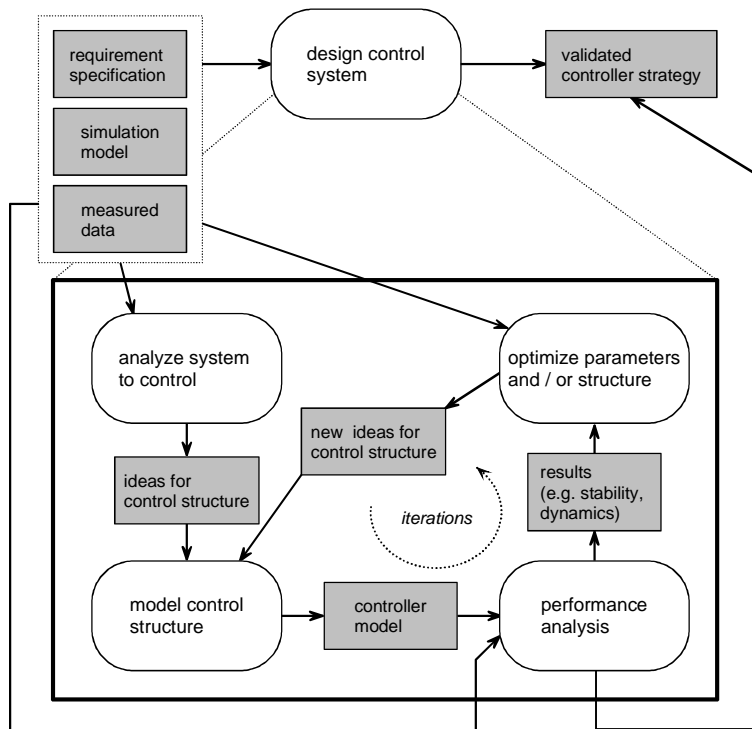 requirement
specification
design control
system
validated
controller strategy
simulation
model
measured
data
analyze system
to control
optimize parameters
and / or structure
new ideas for
control structure
ideas for
control structure
results
(e.g. stability,
dynamics)
iterations
model control
structure
controller
model
performance
analysis